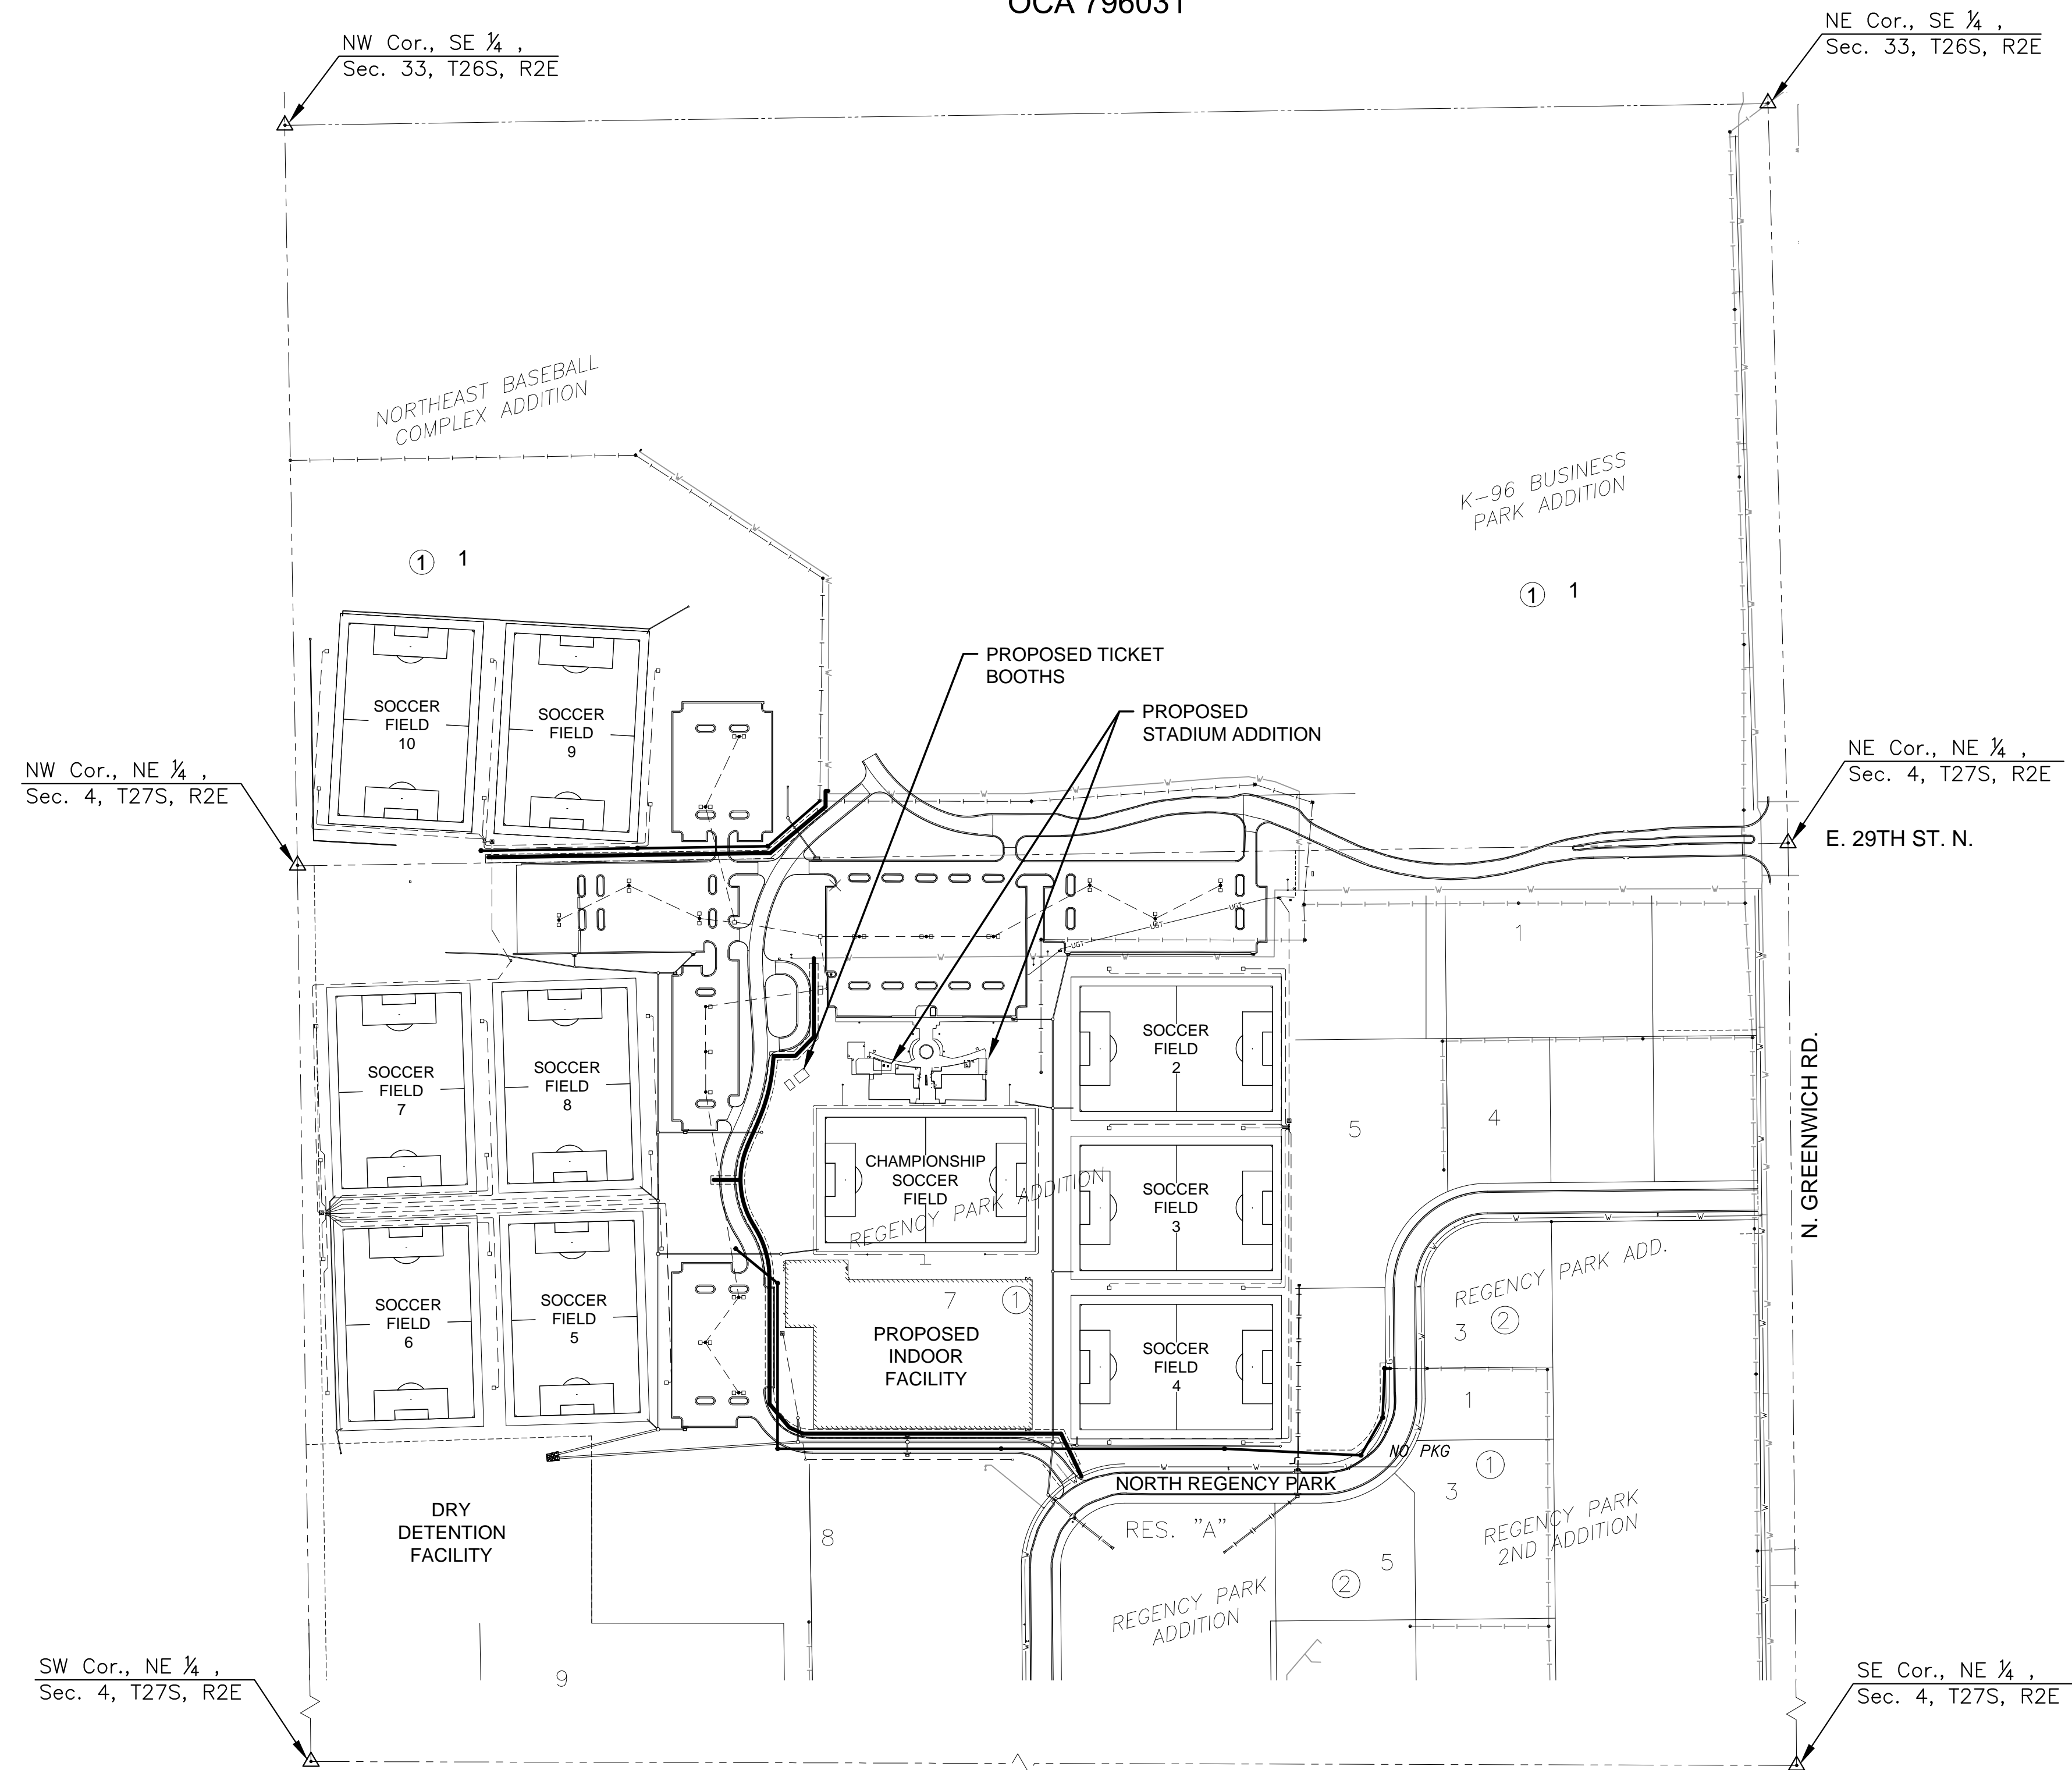 OCA 796031
NW Cor., SE ¼ ,
Sec. 33, T26S, R2E
NE Cor., SE ¼ ,
Sec. 33, T26S, R2E
NORTHEAST BASEBALL
COMPLEX ADDITION
K-96 BUSINESS
PARK ADDITION
1 1
1 1
PROPOSED TICKET
BOOTHS
PROPOSED
STADIUM ADDITION
SOCCER
FIELD
10
SOCCER
FIELD
9
NW Cor., NE ¼ ,
Sec. 4, T27S, R2E
NE Cor., NE ¼ ,
Sec. 4, T27S, R2E
E. 29TH ST. N.
UGT
UGT
UGT
1
SOCCER
FIELD
7
SOCCER
FIELD
8
SOCCER
FIELD
2
5
4
N. GREENWICH RD.
CHAMPIONSHIP
SOCCER
FIELD
REGENCY PARK ADDITION
SOCCER
FIELD
3
REGENCY PARK ADD.
3 2
SOCCER
FIELD
6
SOCCER
FIELD
5
7 1
PROPOSED
INDOOR
FACILITY
SOCCER
FIELD
4
1
NO PKG
1
3
NORTH REGENCY PARK
DRY
DETENTION
FACILITY
8
RES. "A"
REGENCY PARK
2ND ADDITION
5
2
REGENCY PARK
ADDITION
9
SW Cor., NE ¼ ,
Sec. 4, T27S, R2E
SE Cor., NE ¼ ,
Sec. 4, T27S, R2E